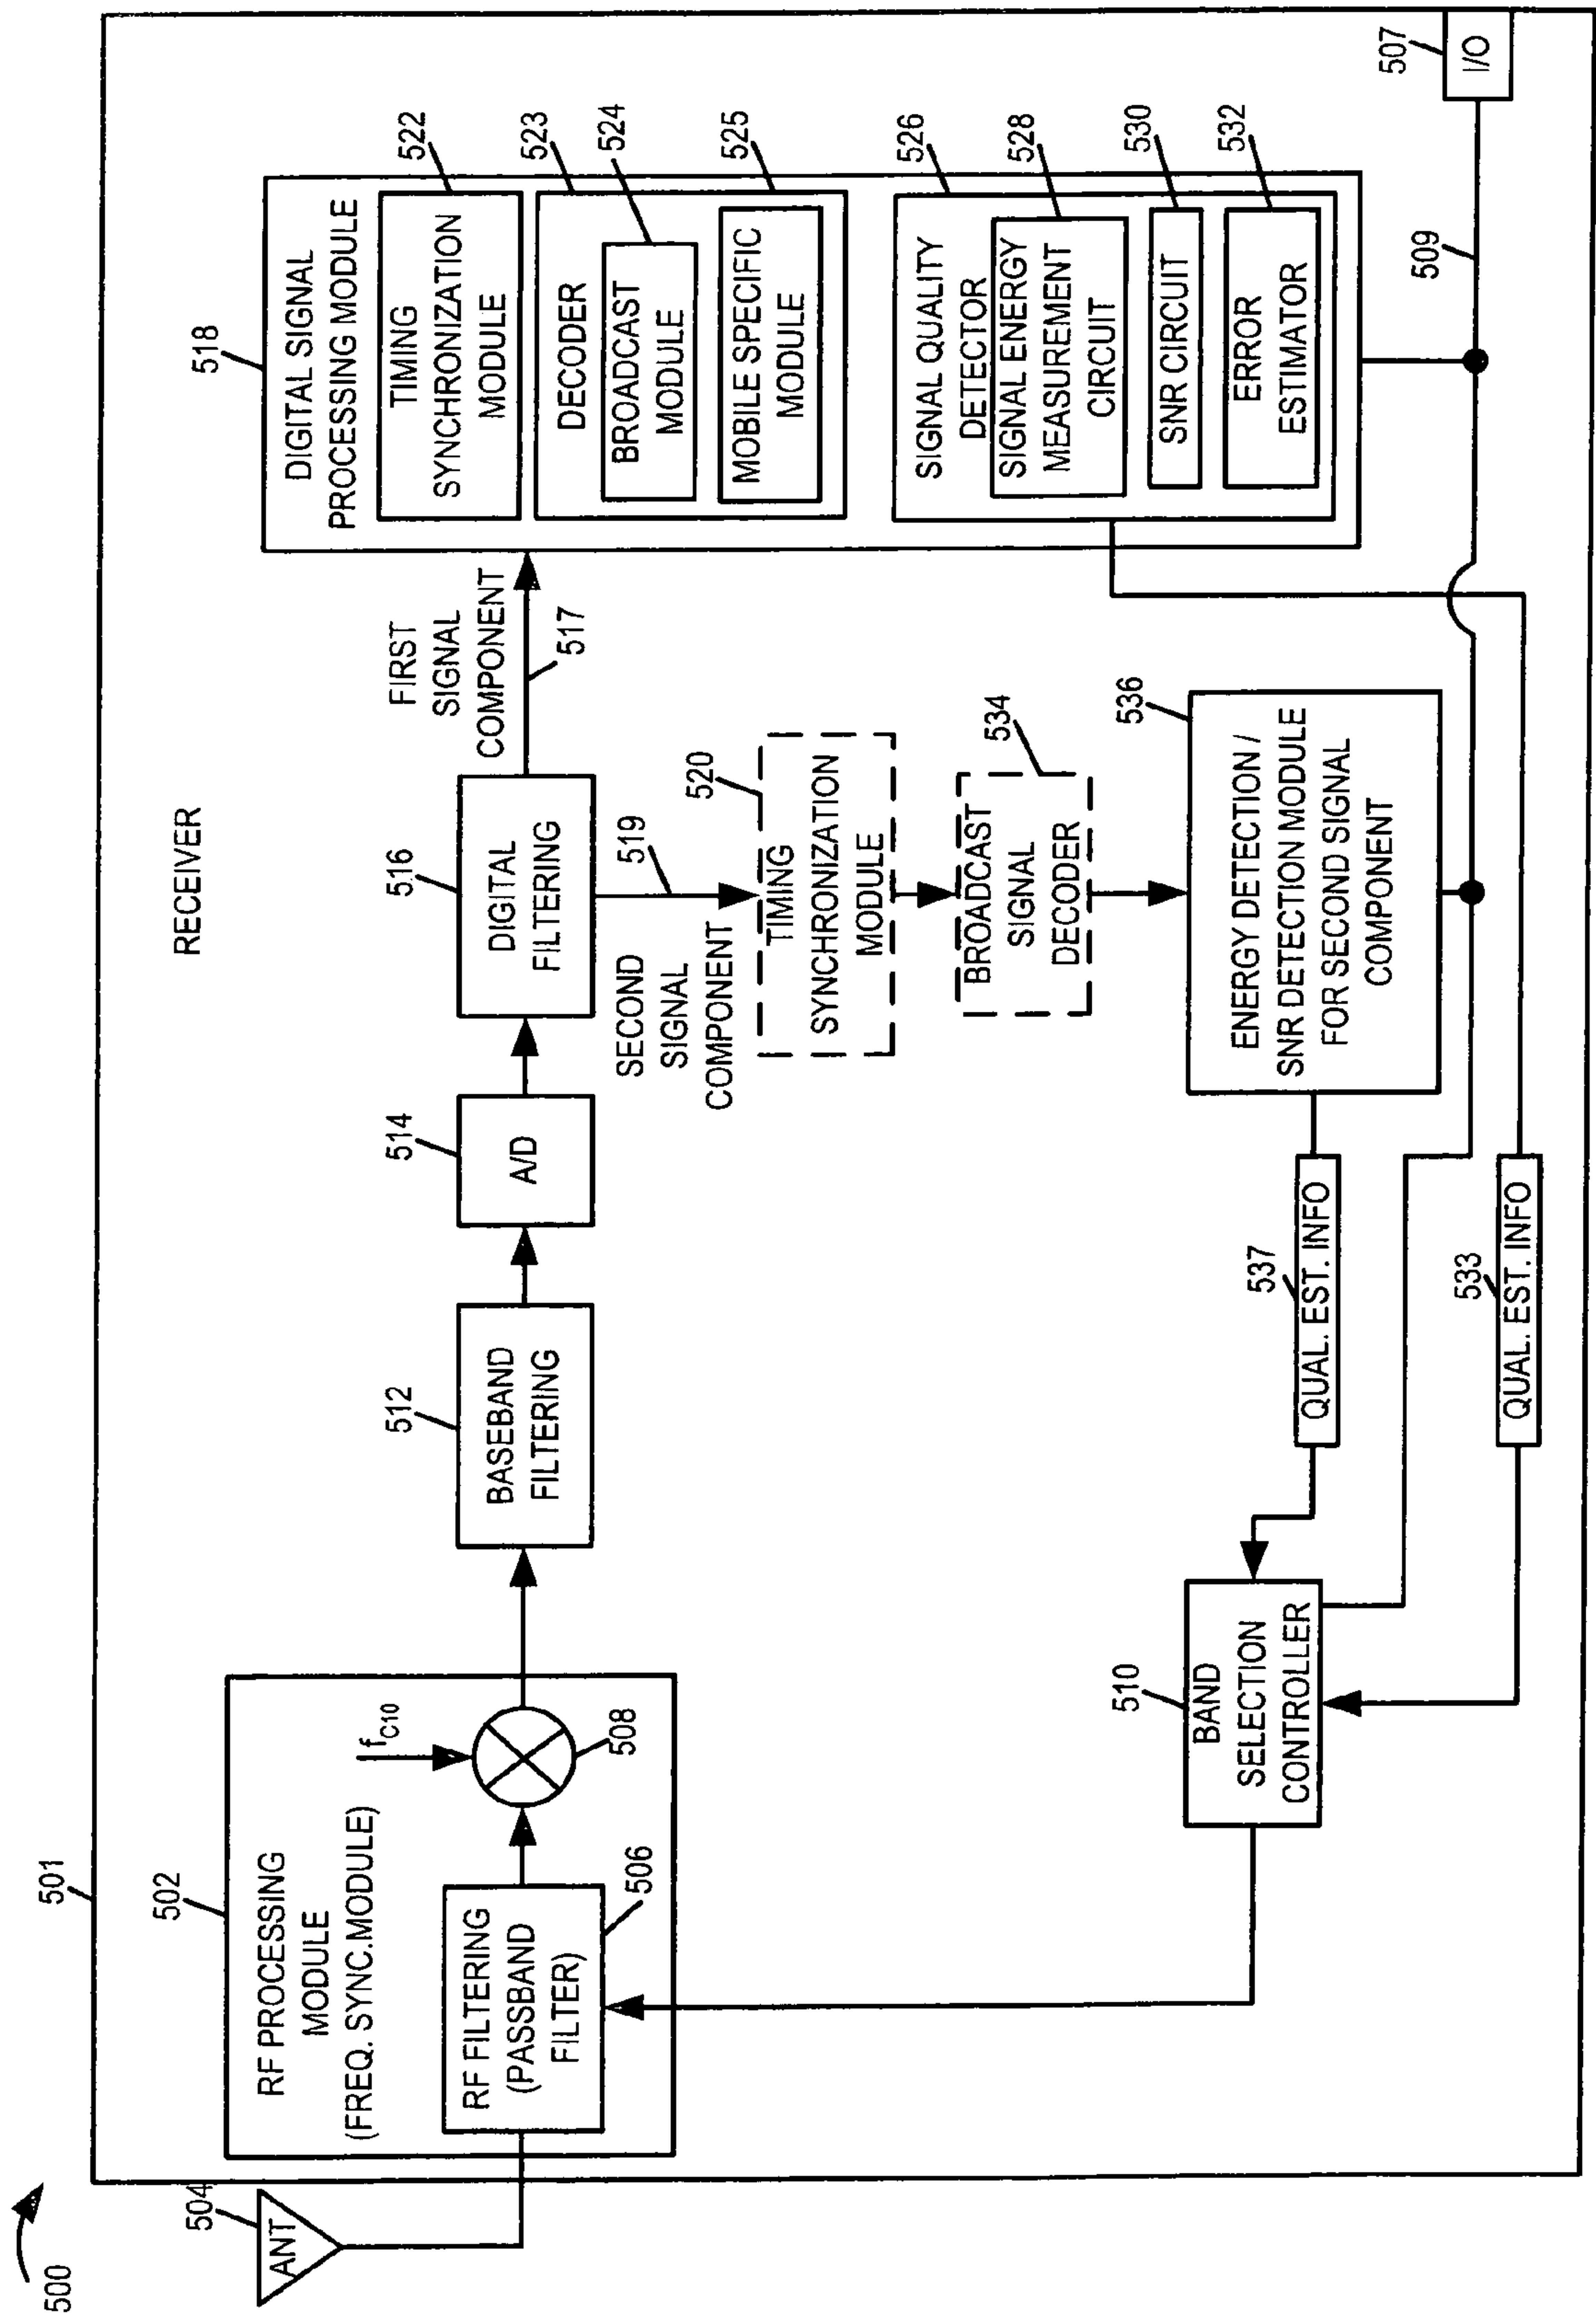 500
501
RECEIVER
504
ANT
502
RF PROCESSING
MODULE
(FREQ. SYNC.MODULE)
RF FILTERING
(PASSBAND
FILTER)
506
fC10
508
512
BASEBAND
FILTERING
514
A/D
516
DIGITAL
FILTERING
FIRST
SIGNAL
COMPONENT
517
518
DIGITAL SIGNAL
PROCESSING MODULE
TIMING
SYNCHRONIZATION
MODULE
522
DECODER
523
BROADCAST
MODULE
524
MOBILE SPECIFIC
MODULE
525
SIGNAL QUALITY
DETECTOR
526
SIGNAL ENERGY
MEASUREMENT
CIRCUIT
528
SNR CIRCUIT
530
ERROR
ESTIMATOR
532
SECOND
SIGNAL
COMPONENT
519
520
TIMING
SYNCHRONIZATION
MODULE
534
BROADCAST
SIGNAL
DECODER
536
ENERGY DETECTION /
SNR DETECTION MODULE
FOR SECOND SIGNAL
COMPONENT
510
BAND
SELECTION
CONTROLLER
537
QUAL. EST. INFO
533
QUAL. EST. INFO
509
507
I/O